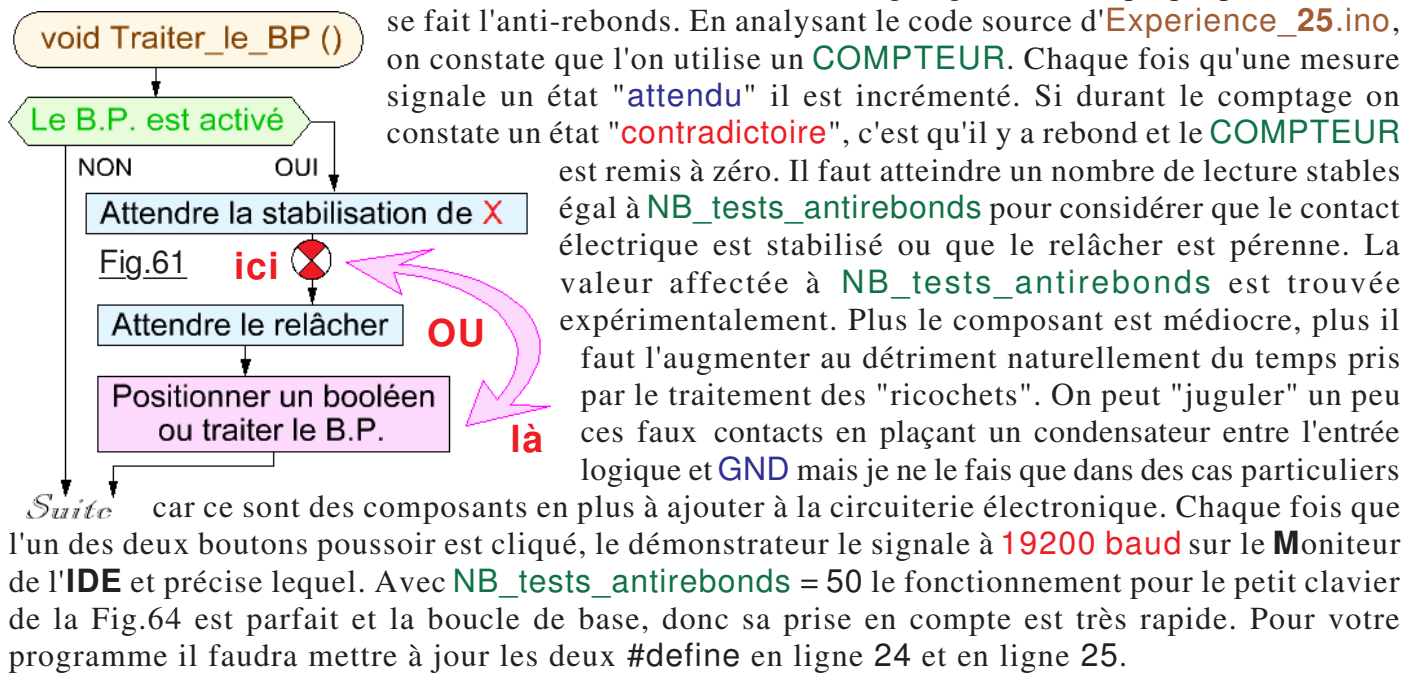 void Traiter_le_BP ()
Le B.P. est activé
NON
OUI
Attendre la stabilisation de X
Fig.61
ici
Attendre le relâcher
OU
Positionner un booléen
ou traiter le B.P.
là
Suite
se fait l'anti-rebonds. En analysant le code source d'Experience_25.ino,
on constate que l'on utilise un COMPTEUR. Chaque fois qu'une mesure
signale un état "attendu" il est incrémenté. Si durant le comptage on
constate un état "contradictoire", c'est qu'il y a rebond et le COMPTEUR
est remis à zéro. Il faut atteindre un nombre de lecture stables
égal à NB_tests_antirebonds pour considérer que le contact
électrique est stabilisé ou que le relâcher est pérenne. La
valeur affectée à NB_tests_antirebonds est trouvée
expérimentalement. Plus le composant est médiocre, plus il
faut l'augmenter au détriment naturellement du temps pris
par le traitement des "ricochets". On peut "juguler" un peu
ces faux contacts en plaçant un condensateur entre l'entrée
logique et GND mais je ne le fais que dans des cas particuliers
car ce sont des composants en plus à ajouter à la circuiterie électronique. Chaque fois que
l'un des deux boutons poussoir est cliqué, le démonstrateur le signale à 19200 baud sur le Moniteur
de l'IDE et précise lequel. Avec NB_tests_antirebonds = 50 le fonctionnement pour le petit clavier
de la Fig.64 est parfait et la boucle de base, donc sa prise en compte est très rapide. Pour votre
programme il faudra mettre à jour les deux #define en ligne 24 et en ligne 25.